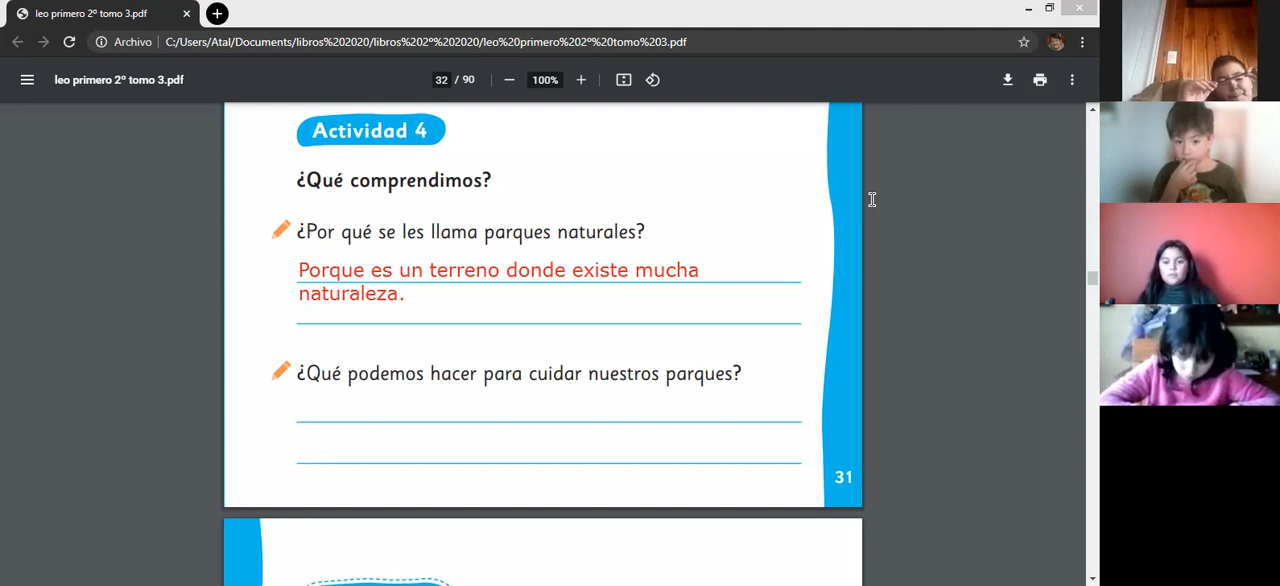 leo primero 2º tomo 3.pdf
Archivo
C:/Users/Atal/Documents/libros%202020/libros%202º%202020/leo%20primero%202º%20tomo%203.pdf
leo primero 2º tomo 3.pdf
32 / 90
100%
Actividad 4
¿Qué comprendimos?
¿Por qué se les llama parques naturales?
Porque es un terreno donde existe mucha
naturaleza.
¿Qué podemos hacer para cuidar nuestros parques?
31